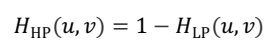 H_HP(u, v) = 1 − H_LP(u, v)